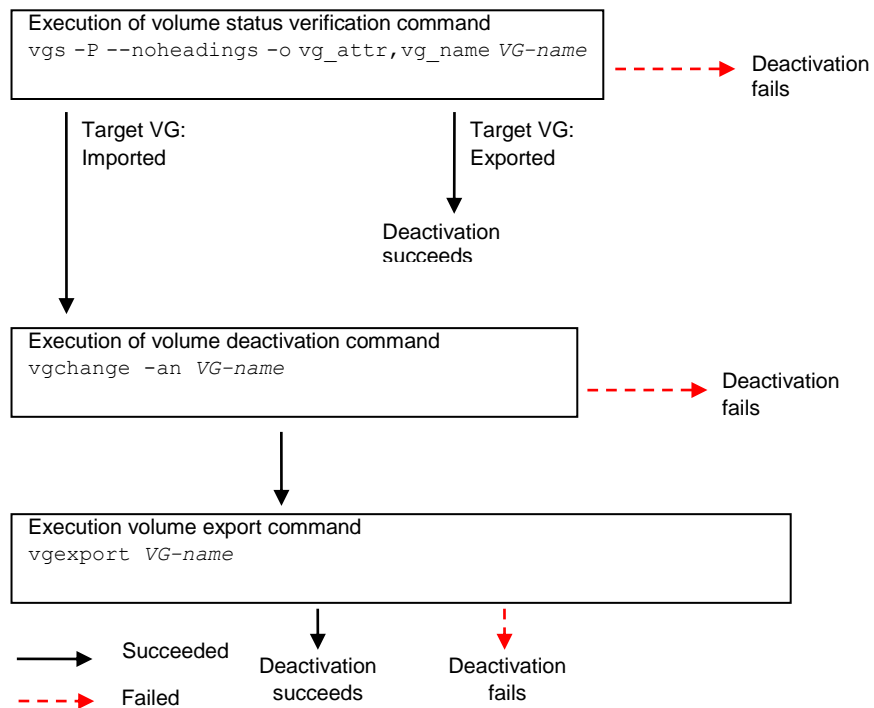 Execution of volume status verification command
vgs -P --noheadings -o vg_attr,vg_name VG-name
Deactivation
fails
Target VG:
Imported
Target VG:
Exported
Deactivation
succeeds
Execution of volume deactivation command
vgchange -an VG-name
Deactivation
fails
Execution volume export command
vgexport VG-name
Succeeded
Failed
Deactivation
succeeds
Deactivation
fails